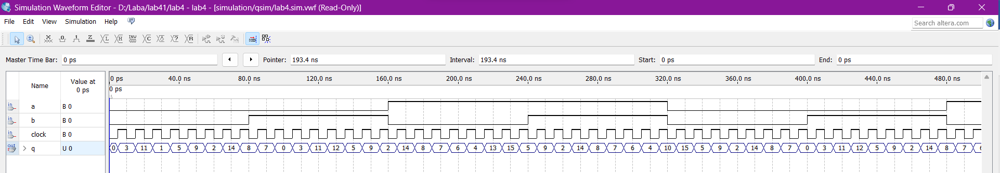 Simulation Waveform Editor - D:/Laba/lab41/lab4 - lab4 - [simulation/qsim/lab4.sim.vwf (Read-Only)]
File Edit View Simulation Help
Search altera.com
Master Time Bar: 0 ps Pointer: 193.4 ns Interval: 193.4 ns Start: 0 ps End: 0 ps
Name Value at 0 ps
0 ps 40.0 ns 80.0 ns 120.0 ns 160.0 ns 200.0 ns 240.0 ns 280.0 ns 320.0 ns 360.0 ns 400.0 ns 440.0 ns 480.0 ns
0 ps
in a B 0
in b B 0
in clock B 0
out q U 0 0 3 11 1 5 9 2 14 8 7 0 3 11 12 5 9 2 14 8 7 6 4 13 15 5 9 2 14 8 7 6 4 10 15 5 9 2 14 8 7 0 3 11 12 5 9 2 14 8 7